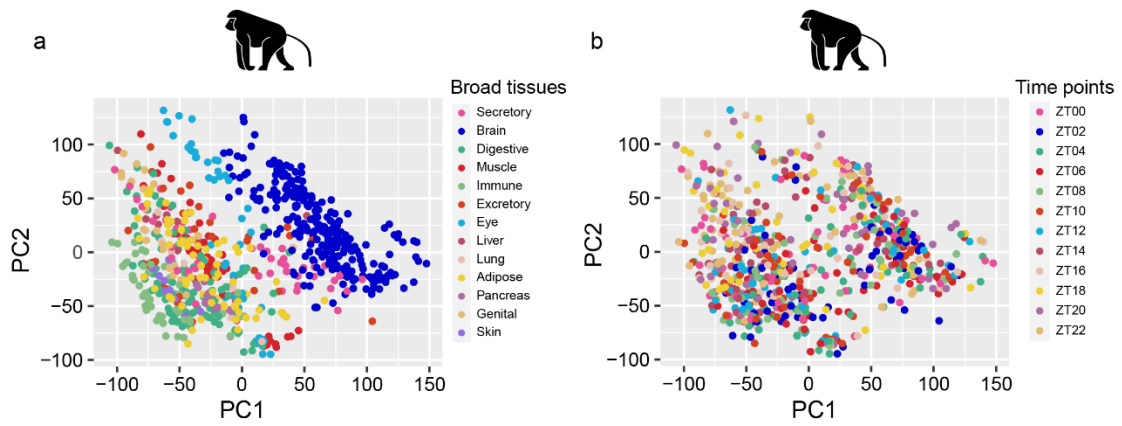 a
Broad tissues
Secretory
Brain
Digestive
Muscle
Immune
Excretory
Eye
Liver
Lung
Adipose
Pancreas
Genital
Skin
PC2
100
50
0
−50
−100
−100 −50 0 50 100 150
PC1
b
Time points
ZT00
ZT02
ZT04
ZT06
ZT08
ZT10
ZT12
ZT14
ZT16
ZT18
ZT20
ZT22
PC2
100
50
0
−50
−100
−100 −50 0 50 100 150
PC1